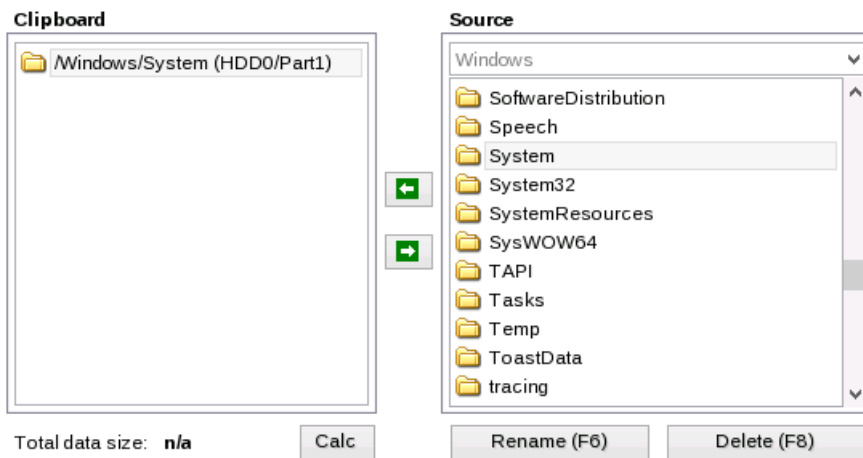 Clipboard
/Windows/System (HDD0/Part1)
Total data size: n/a
Calc
Source
Windows
SoftwareDistribution
Speech
System
System32
SystemResources
SysWOW64
TAPI
Tasks
Temp
ToastData
tracing
Rename (F6)
Delete (F8)